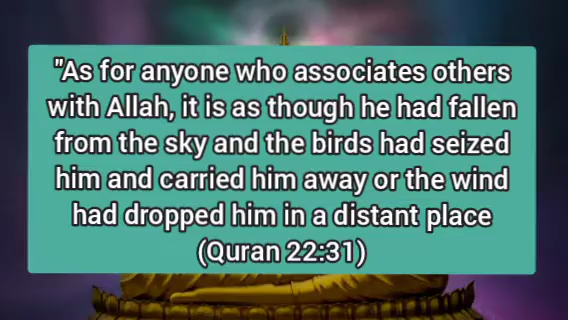 "As for anyone who associates others
with Allah, it is as though he had fallen
from the sky and the birds had seized
him and carried him away or the wind
had dropped him in a distant place
(Quran 22:31)